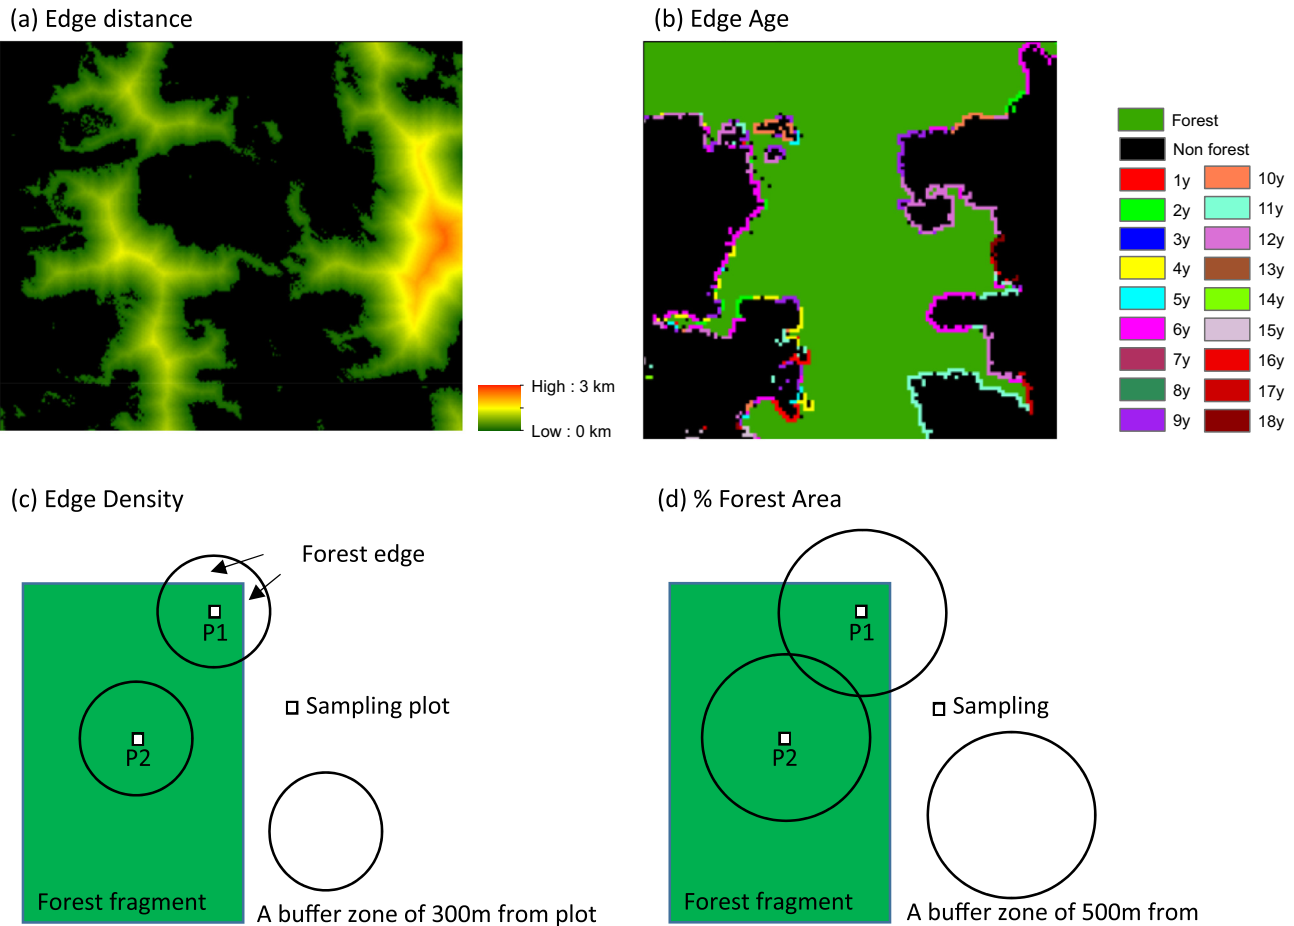 (a) Edge distance
High : 3 km
Low : 0 km
(b) Edge Age
Forest
Non forest
1y 10y
2y 11y
3y 12y
4y 13y
5y 14y
6y 15y
7y 16y
8y 17y
9y 18y
(c) Edge Density
Forest edge
P1
Sampling plot
P2
Forest fragment
A buffer zone of 300m from plot
(d) % Forest Area
P1
Sampling
P2
Forest fragment
A buffer zone of 500m from